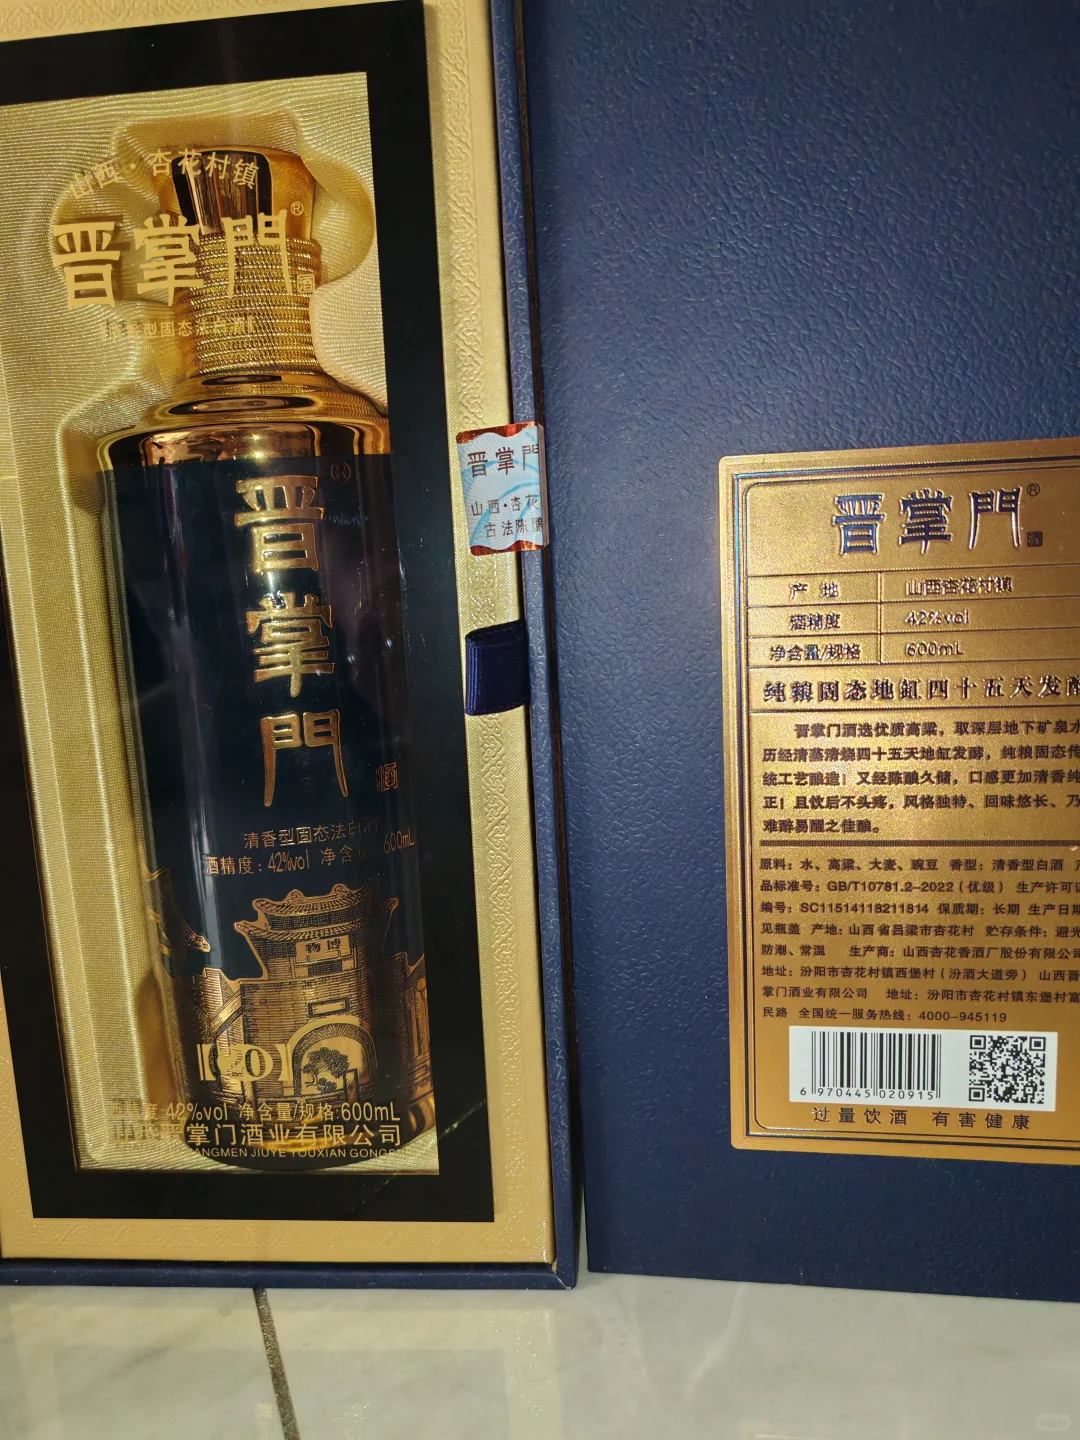 山西·杏花村镇
晋掌門®
酒
清香型固态法白酒
晋掌門®
酒
清香型固态法白
酒精度：42%vol 净含
600mL
博物
20
42%vol 净含量/规格:600mL
山西晋掌门酒业有限公司
ANGMEN JIUYE YOUXIAN GONGS
晋掌門
山西·杏花
古法陈酿
晋掌門®
酒
产地 山西杏花村镇
酒精度 42%vol
净含量/规格 600mL
纯粮固态地缸四十五天发酵
晋掌门酒选优质高粱，取深层地下矿泉水
历经清蒸清烧四十五天地缸发酵，纯粮固态传
统工艺酿造！又经陈酿久储，口感更加清香纯
正！且饮后不头疼，风格独特、回味悠长、乃
难醉易醒之佳酿。
原料：水、高粱、大麦、豌豆 香型：清香型白酒 产
品标准号：GB/T10781.2-2022（优级） 生产许可证
编号：SC11514118211814 保质期：长期 生产日期
见瓶盖 产地：山西省吕梁市杏花村 贮存条件：避光
防潮、常温 生产商：山西杏花香酒厂股份有限公司
地址：汾阳市杏花村镇西堡村（汾酒大道旁） 山西晋
掌门酒业有限公司 地址：汾阳市杏花村镇东堡村富
民路 全国统一服务热线：4000-945119
6 970445 020915
过量饮酒 有害健康